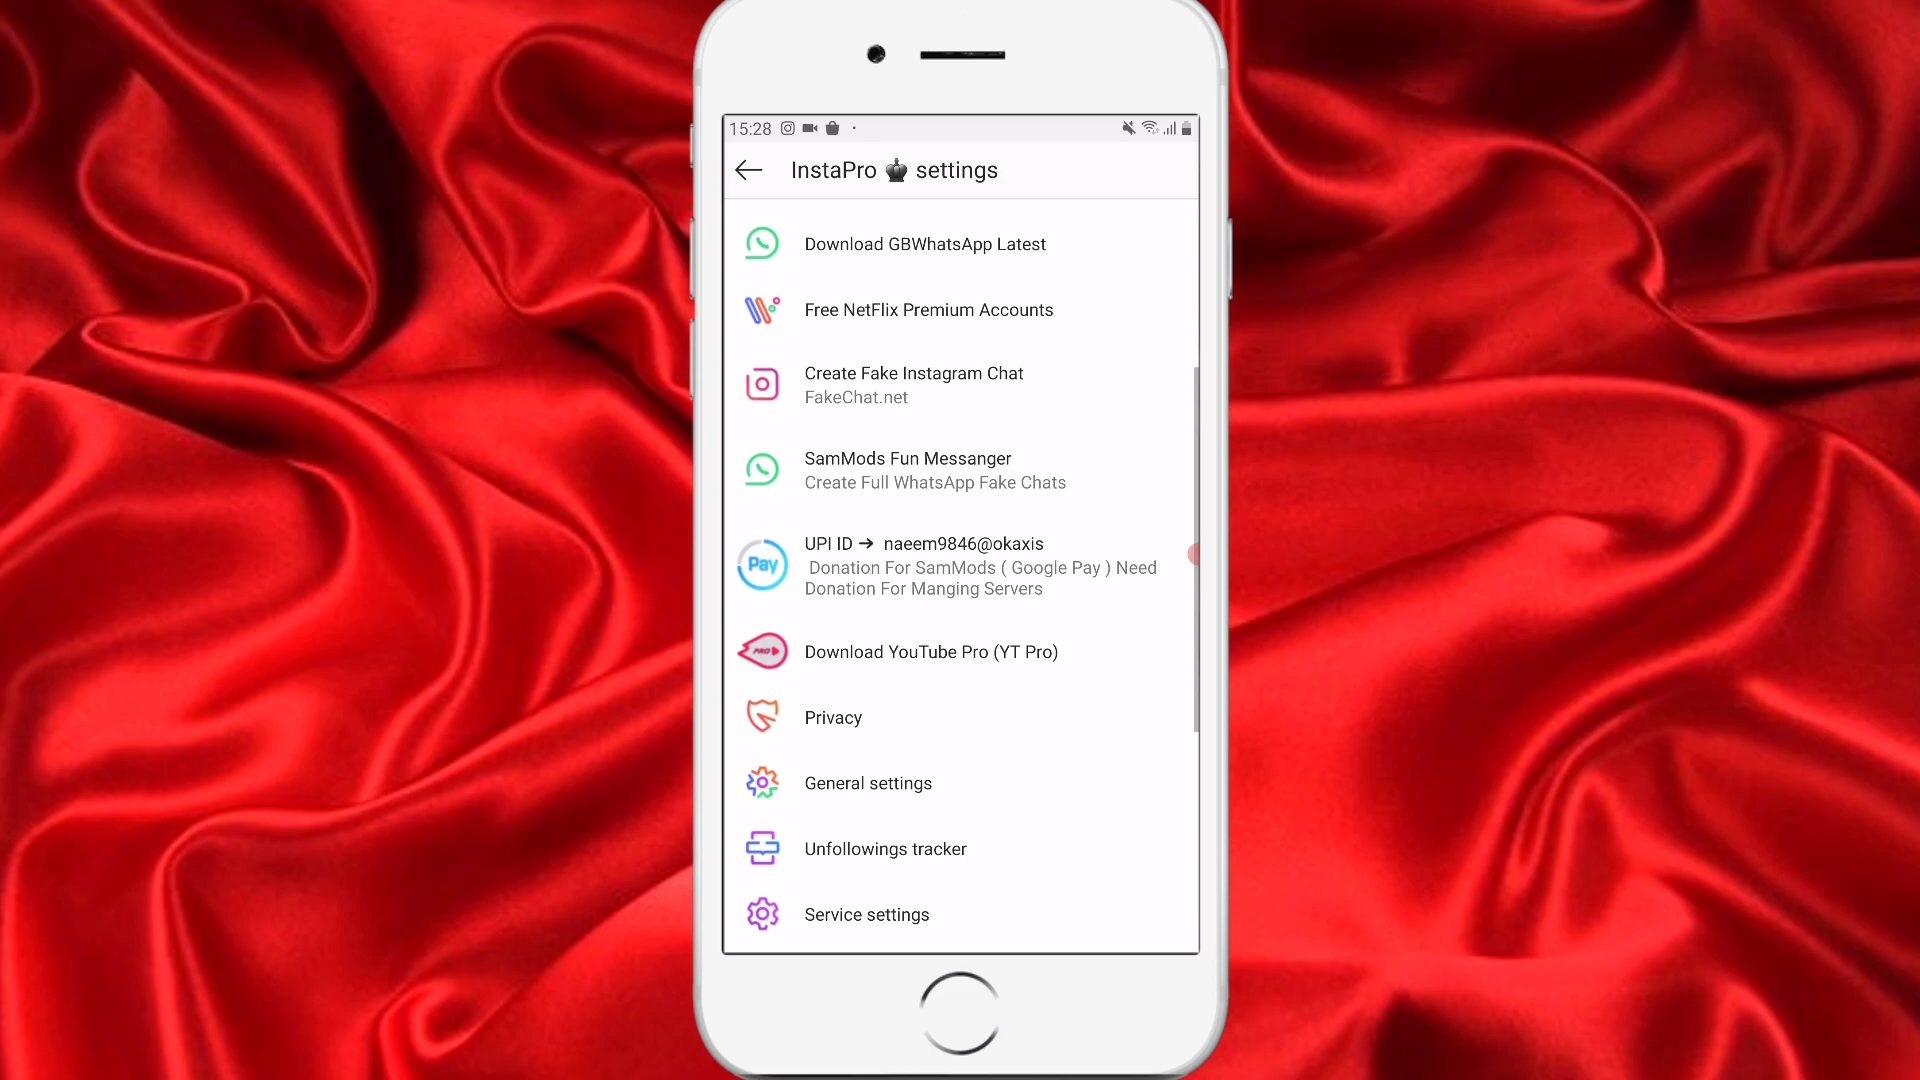 15:28
InstaPro settings
Download GBWhatsApp Latest
Free NetFlix Premium Accounts
Create Fake Instagram Chat
FakeChat.net
SamMods Fun Messanger
Create Full WhatsApp Fake Chats
UPI ID → naeem9846@okaxis
Donation For SamMods ( Google Pay ) Need
Donation For Manging Servers
Pay
Download YouTube Pro (YT Pro)
PRO
Privacy
General settings
Unfollowings tracker
Service settings